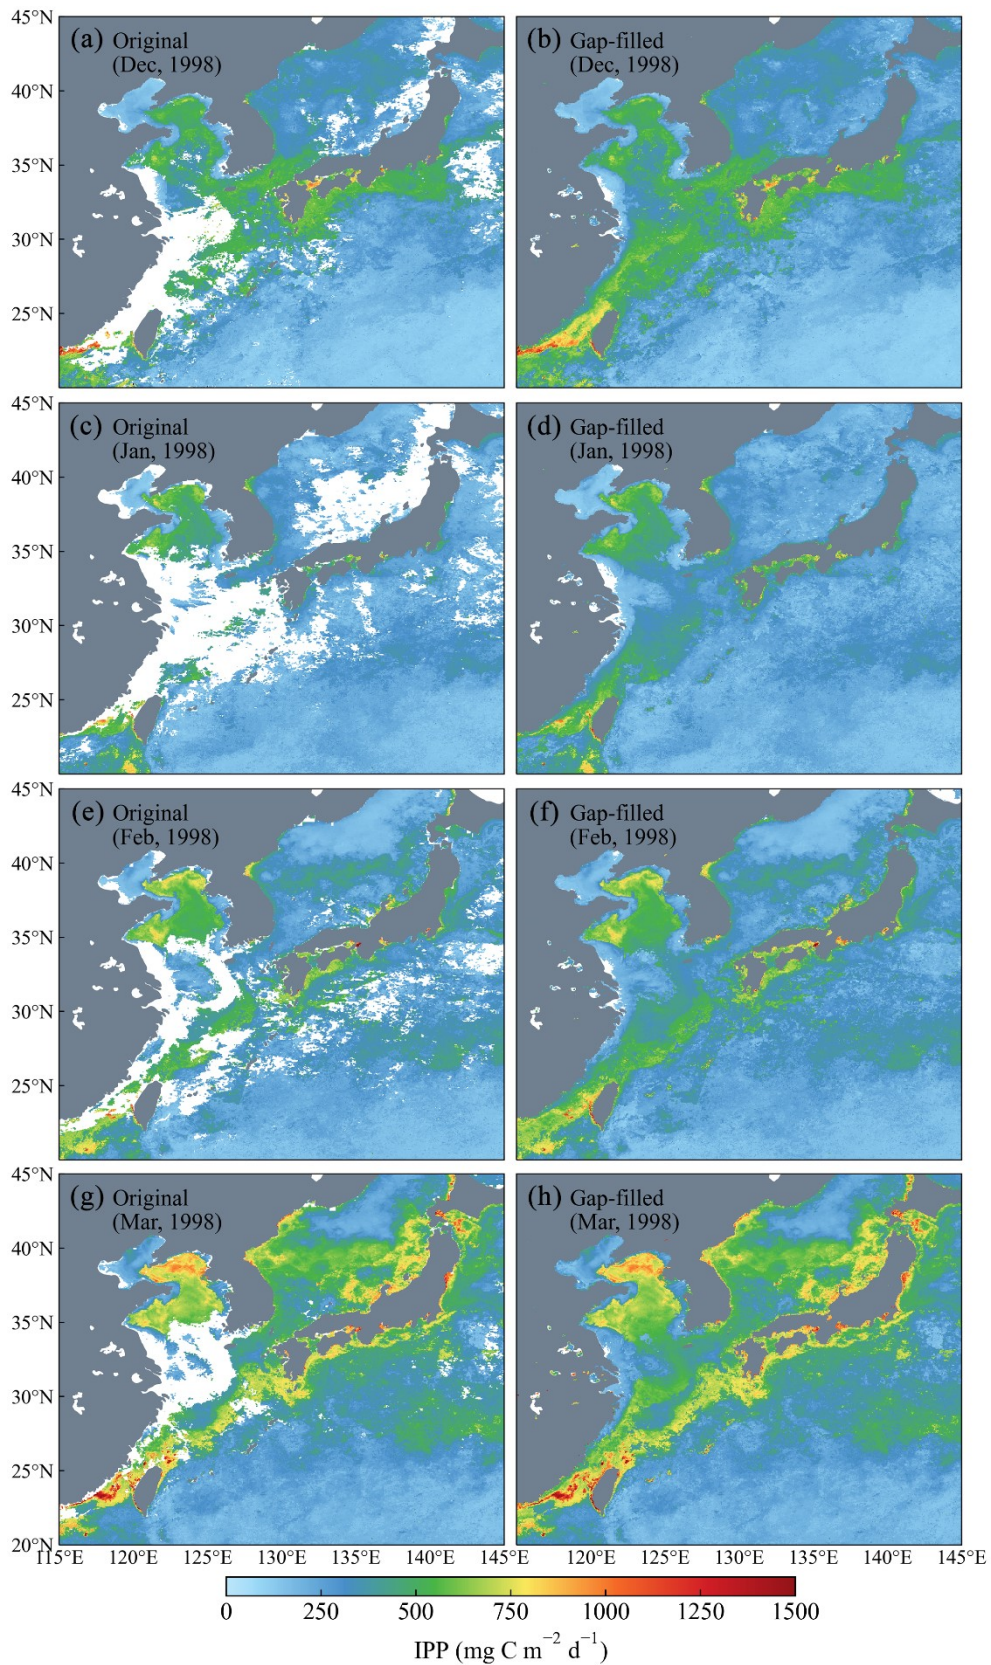 45°N
(a) Original
(Dec, 1998)
(b) Gap-filled
(Dec, 1998)
40°N
35°N
30°N
25°N
45°N
(c) Original
(Jan, 1998)
(d) Gap-filled
(Jan, 1998)
40°N
35°N
30°N
25°N
45°N
(e) Original
(Feb, 1998)
(f) Gap-filled
(Feb, 1998)
40°N
35°N
30°N
25°N
45°N
(g) Original
(Mar, 1998)
(h) Gap-filled
(Mar, 1998)
40°N
35°N
30°N
25°N
20°N
115°E 120°E 125°E 130°E 135°E 140°E 145°E 120°E 125°E 130°E 135°E 140°E 145°E
0 250 500 750 1000 1250 1500
IPP (mg C m⁻² d⁻¹)